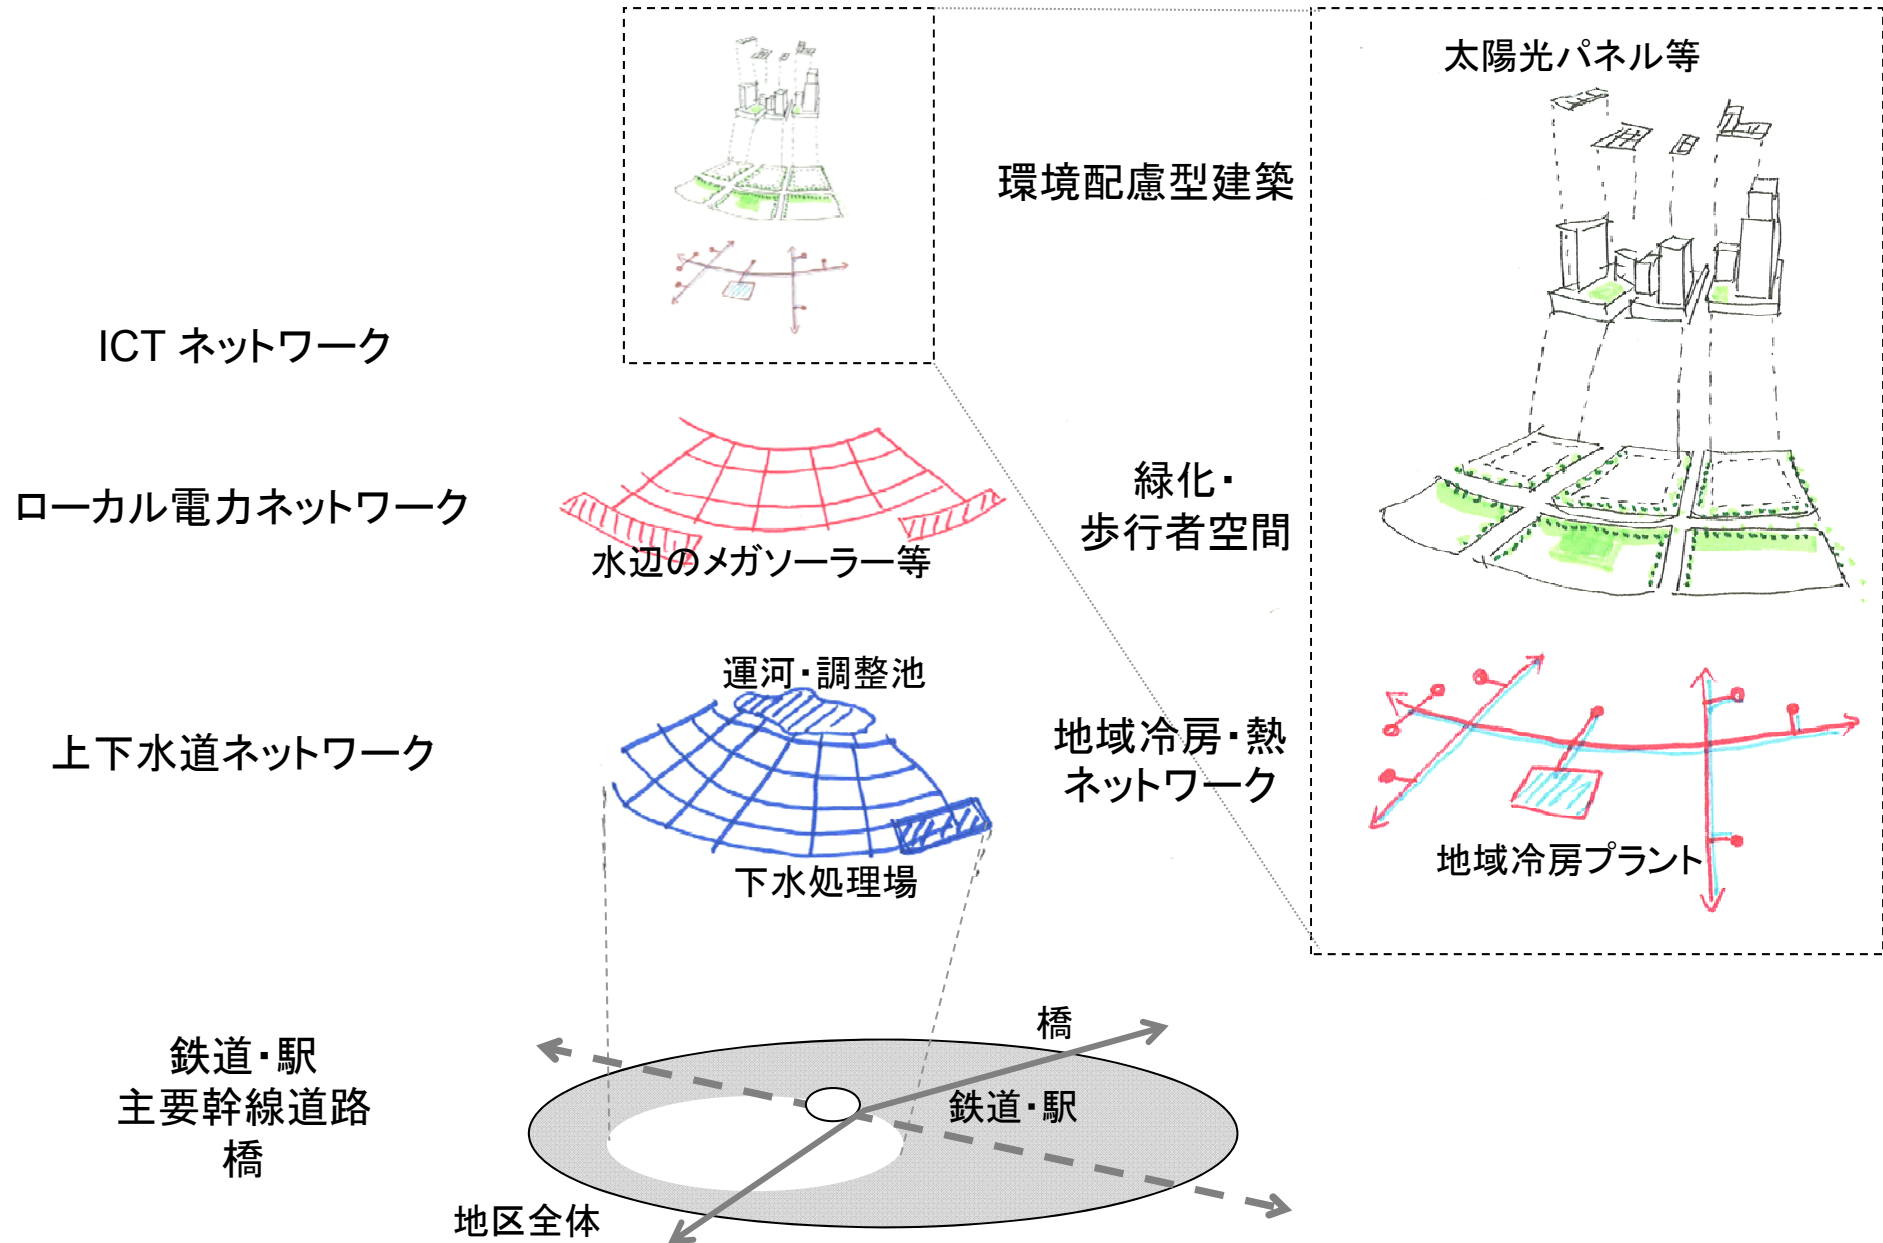 太陽光パネル等
環境配慮型建築
ICT ネットワーク
ローカル電力ネットワーク
緑化・
歩行者空間
水辺のメガソーラー等
運河・調整池
上下水道ネットワーク
地域冷房・熱
ネットワーク
地域冷房プラント
下水処理場
橋
鉄道・駅
主要幹線道路
橋
鉄道・駅
地区全体